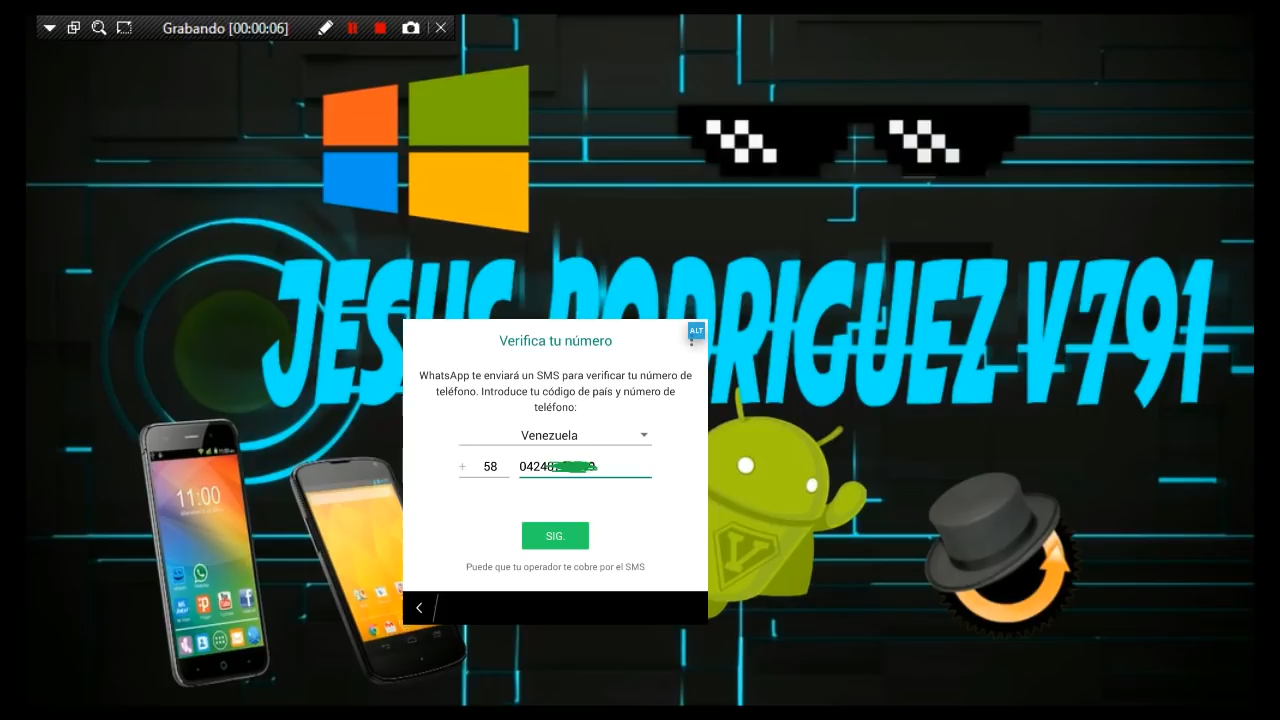 Grabando [00:00:06]
JESUS RODRIGUEZ V791
ALT
Verifica tu número
WhatsApp te enviará un SMS para verificar tu número de
teléfono. Introduce tu código de país y número de
teléfono:
Venezuela
+ 58 0424
SIG.
Puede que tu operador te cobre por el SMS
11:00
V